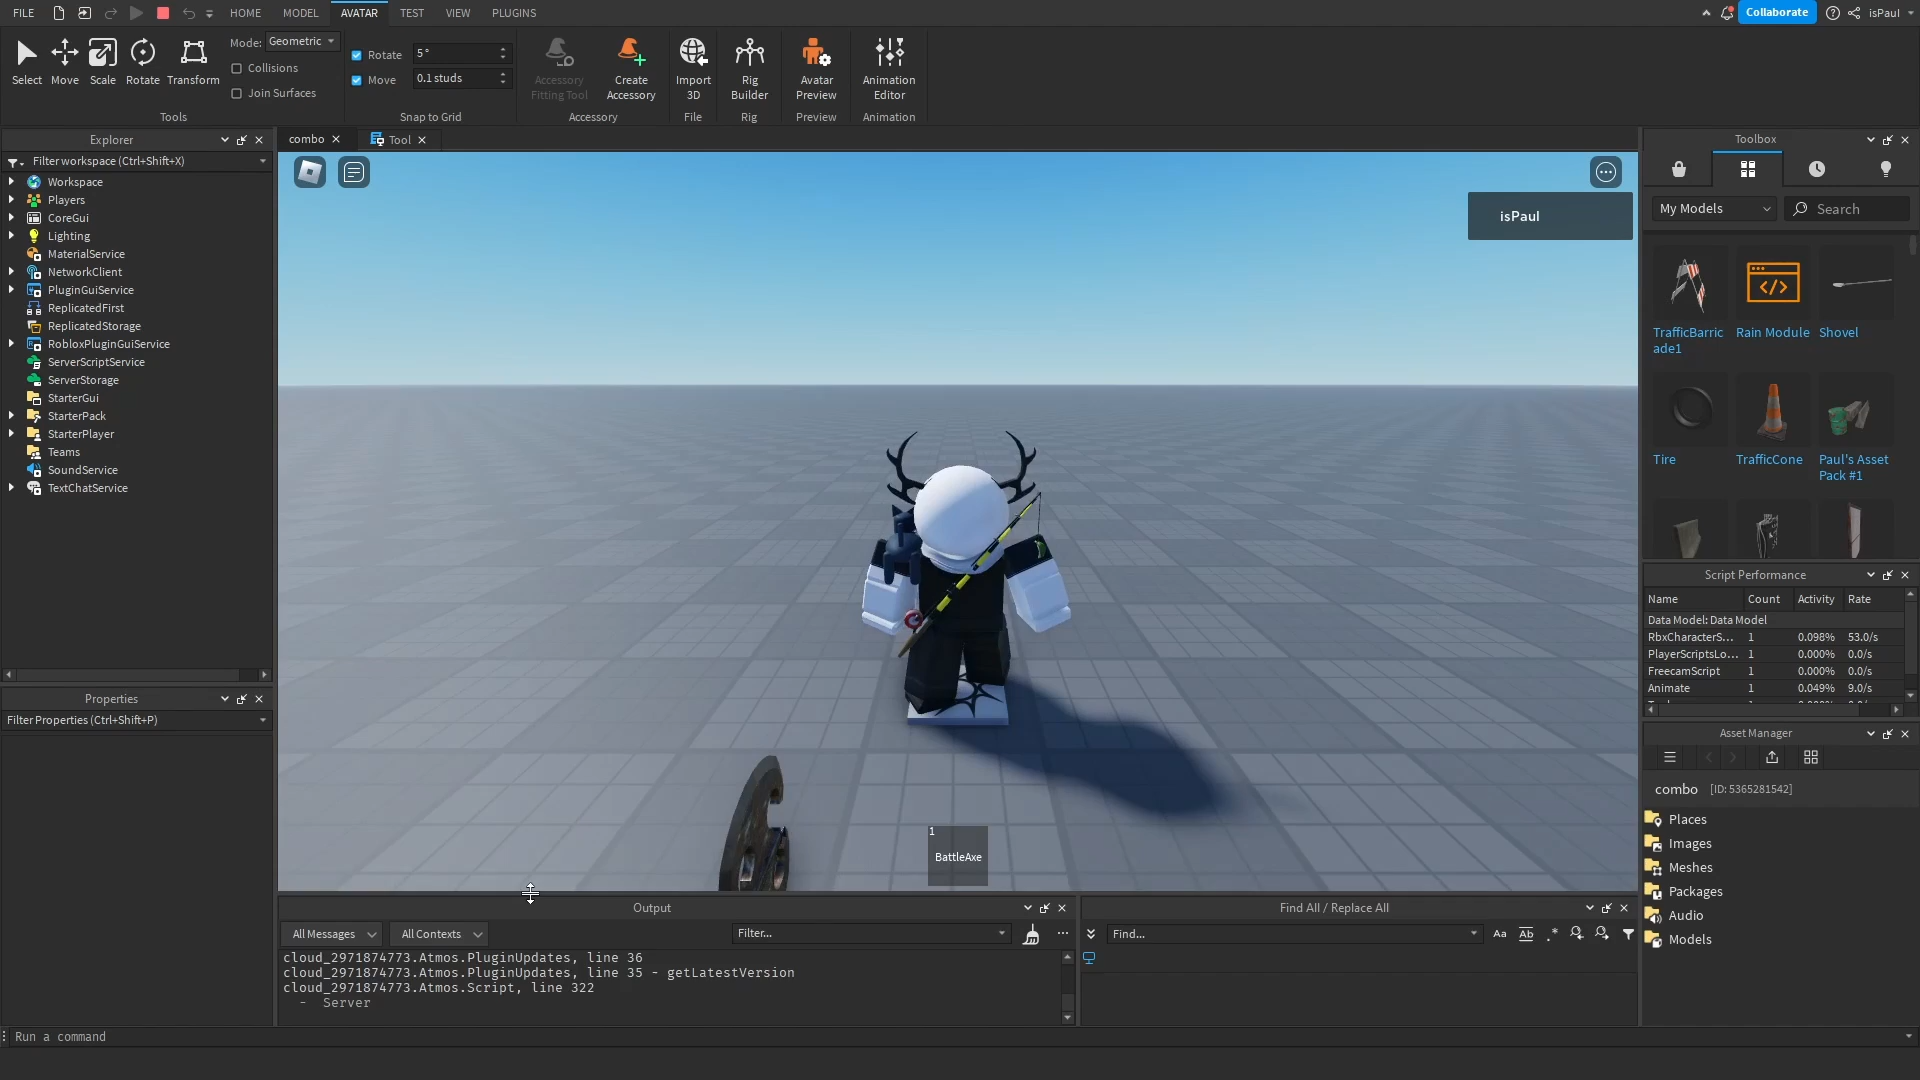 FILE
HOME
MODEL
AVATAR
TEST
VIEW
PLUGINS
Collaborate
isPaul
Select
Move
Scale
Rotate
Transform
Mode: Geometric
Collisions
Join Surfaces
Tools
Rotate 5°
Move 0.1 studs
Snap to Grid
Accessory
Fitting Tool
Create
Accessory
Accessory
Import
3D
File
Rig
Builder
Rig
Avatar
Preview
Preview
Animation
Editor
Animation
Explorer
Filter workspace (Ctrl+Shift+X)
Workspace
Players
CoreGui
Lighting
MaterialService
NetworkClient
PluginGuiService
ReplicatedFirst
ReplicatedStorage
RobloxPluginGuiService
ServerScriptService
ServerStorage
StarterGui
StarterPack
StarterPlayer
Teams
SoundService
TextChatService
Properties
Filter Properties (Ctrl+Shift+P)
combo
Tool
isPaul
1
BattleAxe
Output
All Messages
All Contexts
Filter...
cloud_2971874773.Atmos.PluginUpdates, line 36
cloud_2971874773.Atmos.PluginUpdates, line 35 - getLatestVersion
cloud_2971874773.Atmos.Script, line 322
- Server
Find All / Replace All
Find...
Aa
Ab
.*
Toolbox
My Models
Search
TrafficBarric
ade1
Rain Module
Shovel
Tire
TrafficCone
Paul's Asset
Pack #1
Script Performance
Name Count Activity Rate
Data Model: Data Model
RbxCharacterS... 1 0.098% 53.0/s
PlayerScriptsLo... 1 0.000% 0.0/s
FreecamScript 1 0.000% 0.0/s
Animate 1 0.049% 9.0/s
Asset Manager
combo [ID: 5365281542]
Places
Images
Meshes
Packages
Audio
Models
Run a command